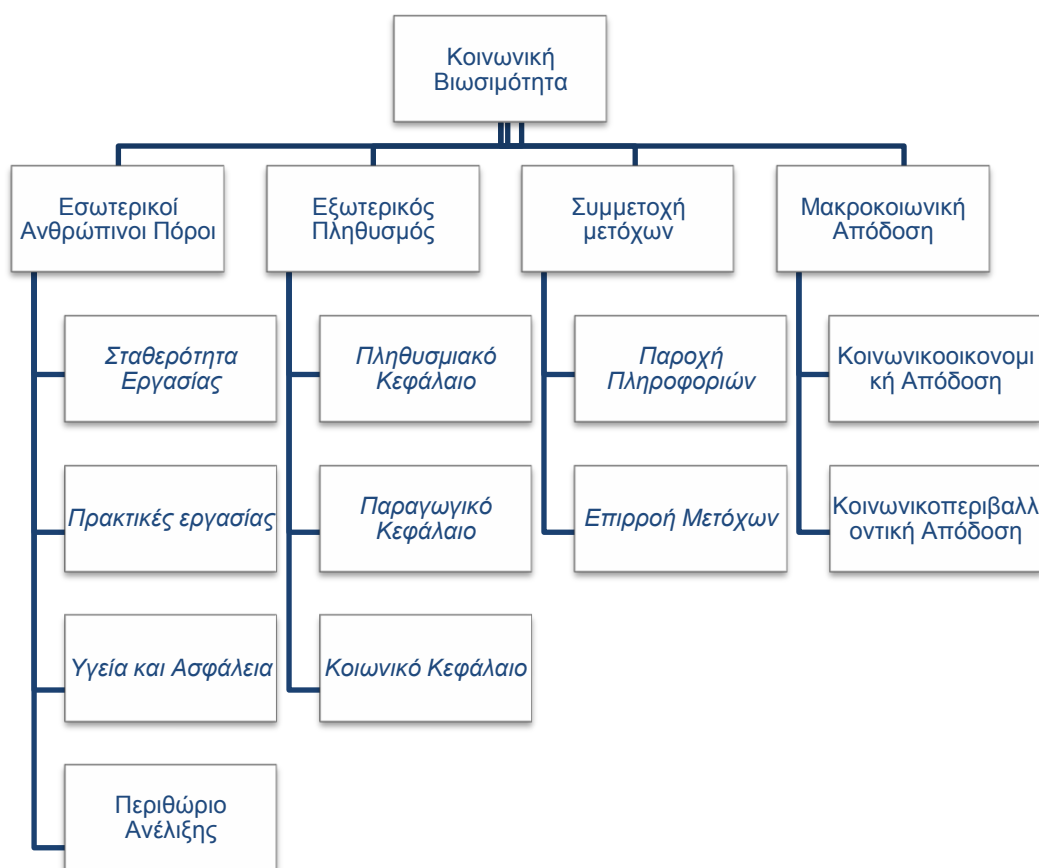 Κοινωνική
Βιωσιμότητα
Εσωτερικοί
Ανθρώπινοι Πόροι
Εξωτερικός
Πληθυσμός
Συμμετοχή
μετόχων
Μακροκοιωνική
Απόδοση
Σταθερότητα
Εργασίας
Πληθυσμιακό
Κεφάλαιο
Παροχή
Πληροφοριών
Κοινωνικοοικονομι
κή Απόδοση
Πρακτικές εργασίας
Παραγωγικό
Κεφάλαιο
Επιρροή Μετόχων
Κοινωνικοπεριβαλλ
οντική Απόδοση
Υγεία και Ασφάλεια
Κοιωνικό Κεφάλαιο
Περιθώριο
Ανέλιξης